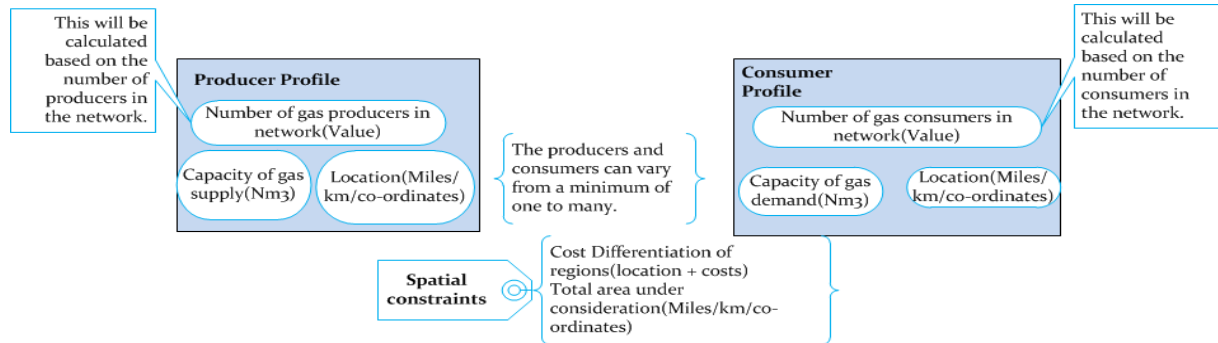 This will be
calculated
based on the
number of
producers in
the network.
Producer Profile
Number of gas producers in
network(Value)
Capacity of gas
supply(Nm3)
Location(Miles/
km/co-ordinates)
The producers and
consumers can vary
from a minimum of
one to many.
Consumer
Profile
Number of gas consumers in
network(Value)
Capacity of gas
demand(Nm3)
Location(Miles/
km/co-ordinates)
This will be
calculated
based on the
number of
consumers in
the network.
Spatial
constraints
Cost Differentiation of
regions(location + costs)
Total area under
consideration(Miles/km/co-
ordinates)